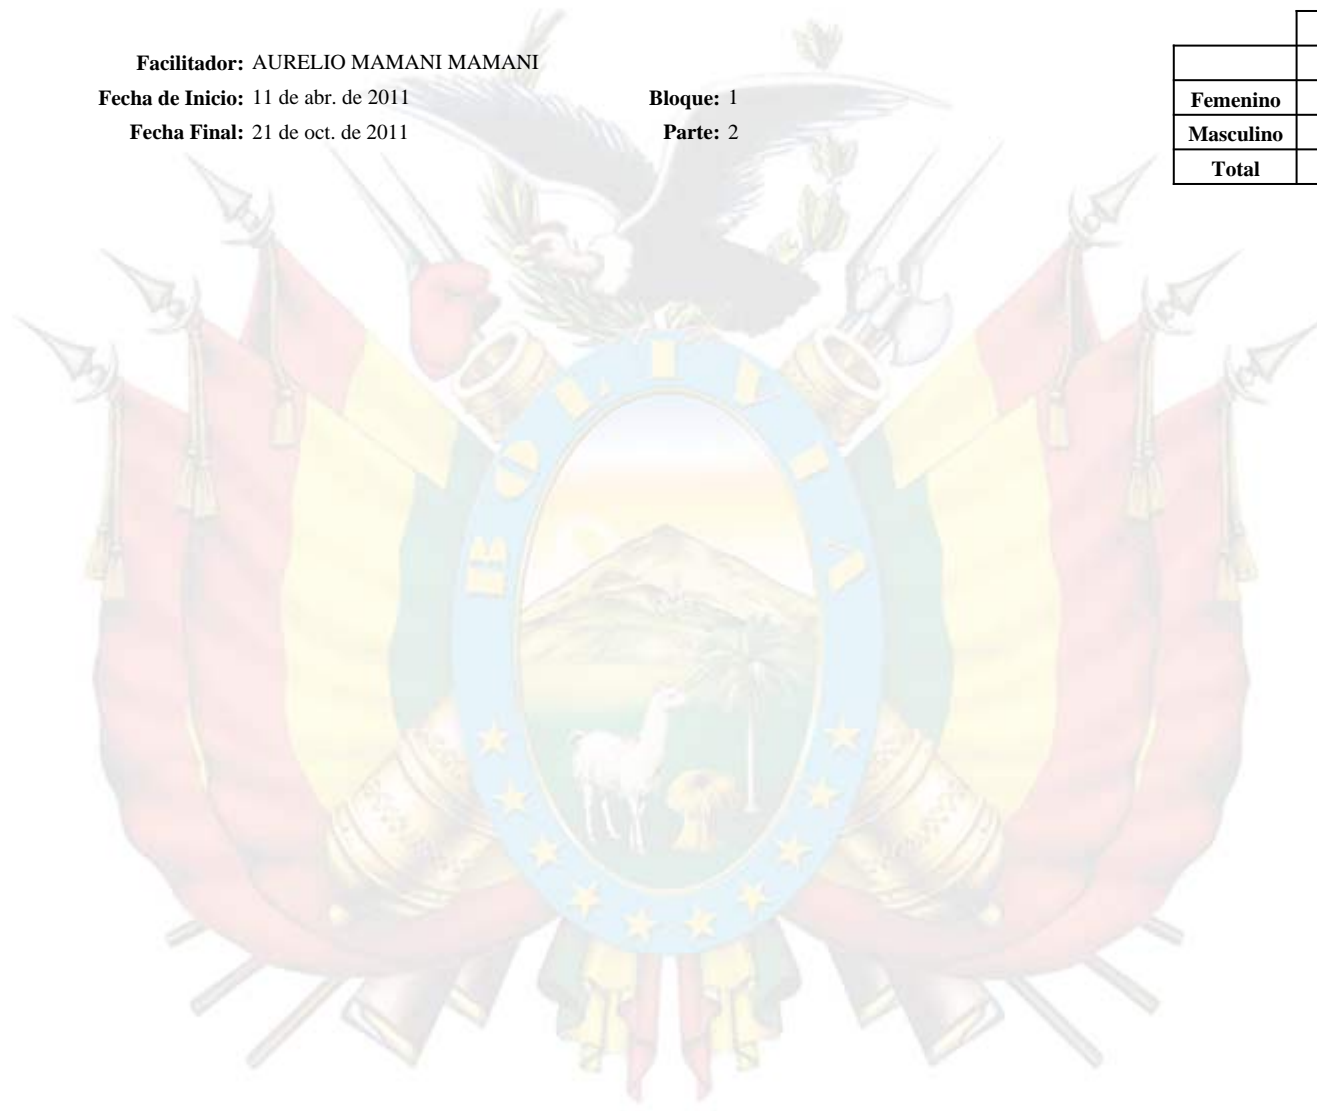 Facilitador: AURELIO MAMANI MAMANI
Fecha de Inicio: 11 de abr. de 2011 Bloque: 1
Fecha Final: 21 de oct. de 2011 Parte: 2
Femenino
Masculino
Total
BOLIVIA